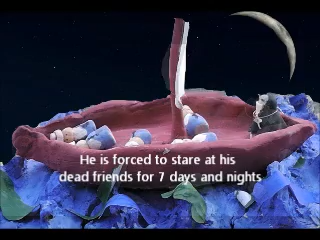 He is forced to stare at his
dead friends for 7 days and nights